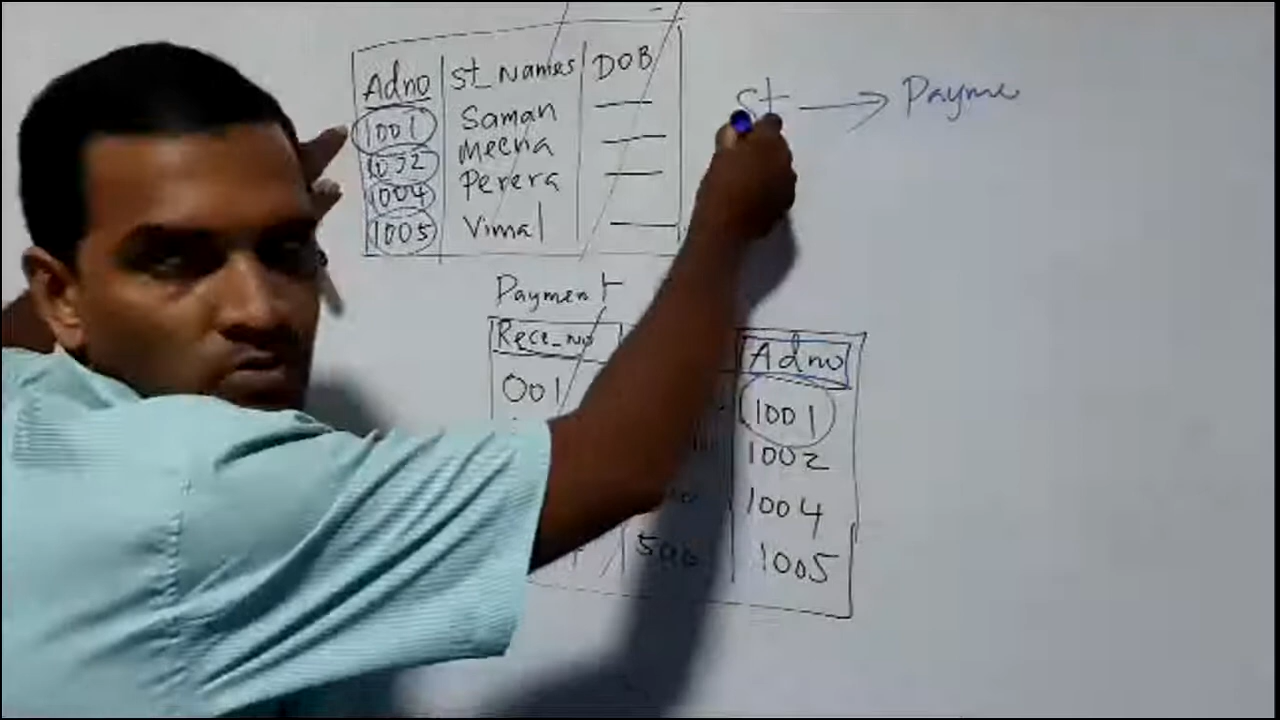 Adno St_Names DOB
1001 Saman
1002 Meena
1004 Perera
1005 Vimal
St → Payme
Payment
Rece_no Adno
001 1001
1002
1004
500 1005